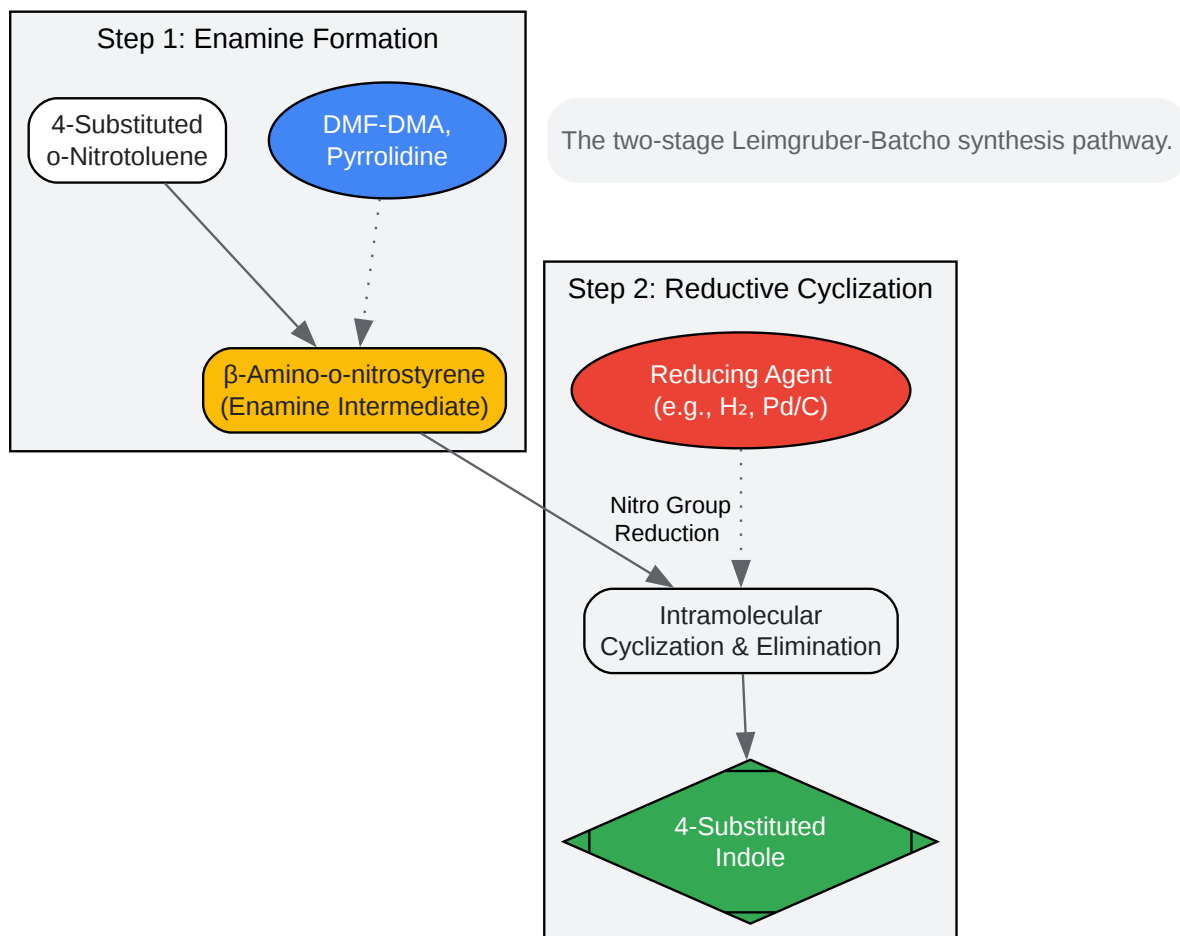 Step 1: Enamine Formation
4-Substituted
o-Nitrotoluene
DMF-DMA,
Pyrrolidine
The two-stage Leimgruber-Batcho synthesis pathway.
β-Amino-o-nitrostyrene
(Enamine Intermediate)
Step 2: Reductive Cyclization
Reducing Agent
(e.g., H₂, Pd/C)
Nitro Group
Reduction
Intramolecular
Cyclization & Elimination
4-Substituted
Indole